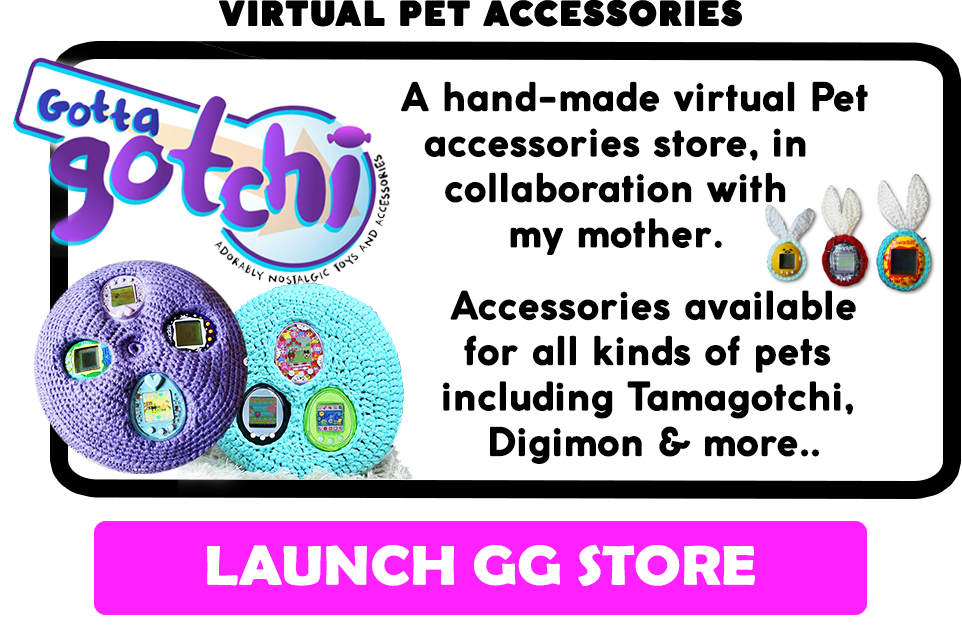 VIRTUAL PET ACCESSORIES
Gotta
gotchi
ADORABLY NOSTALGIC TOYS AND ACCESSORIES
A hand-made virtual Pet
accessories store, in
collaboration with
my mother.
Accessories available
for all kinds of pets
including Tamagotchi,
Digimon & more..
LAUNCH GG STORE